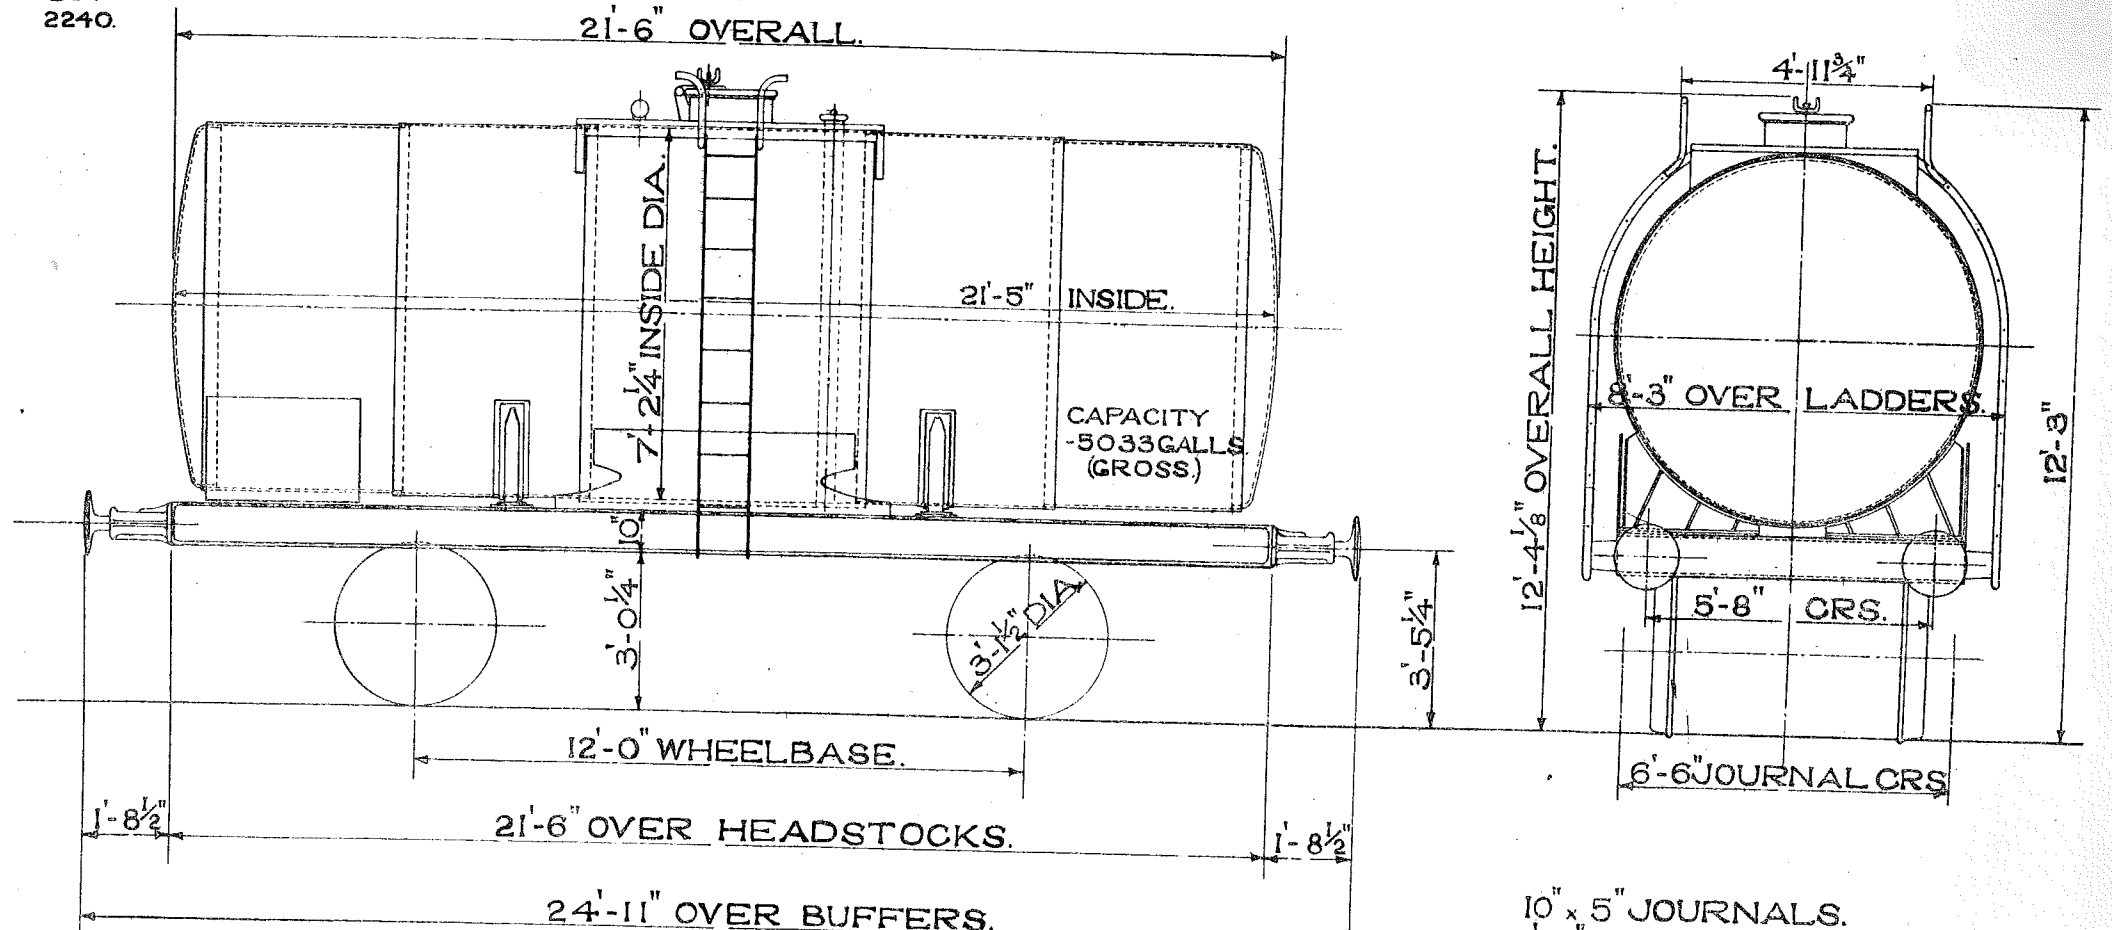 2240.
21'-6" OVERALL.
4'-11¾"
7'-2¼" INSIDE DIA.
21'-5" INSIDE.
CAPACITY
-5033 GALLS.
(GROSS.)
12'-4⅛" OVERALL HEIGHT.
8'-3" OVER LADDERS.
12'-3"
10"
3'-0¼"
3'-1½" DIA.
3'-5¼"
5'-8" CRS.
12'-0" WHEELBASE.
6'-6" JOURNAL CRS
1'-8½"
21'-6" OVER HEADSTOCKS.
1'-8½"
24'-11" OVER BUFFERS.
10" x 5" JOURNALS.